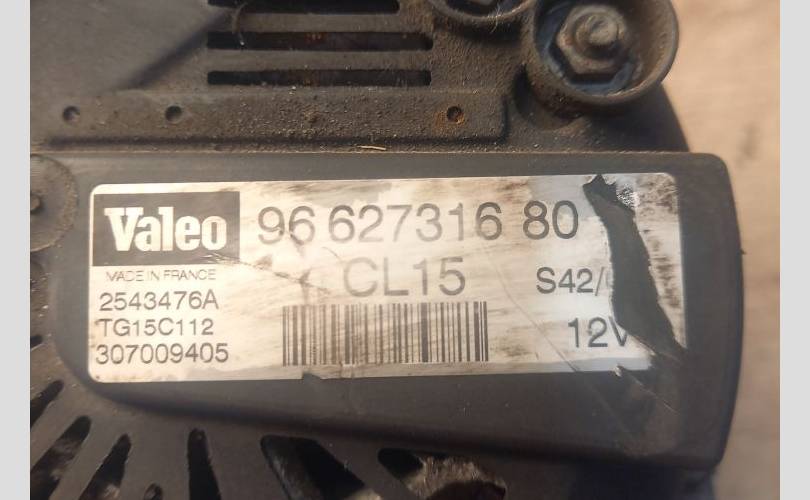 Valeo
96 627316 80
MADE IN FRANCE
CL15
S42/
2543476A
TG15C112
12V
307009405